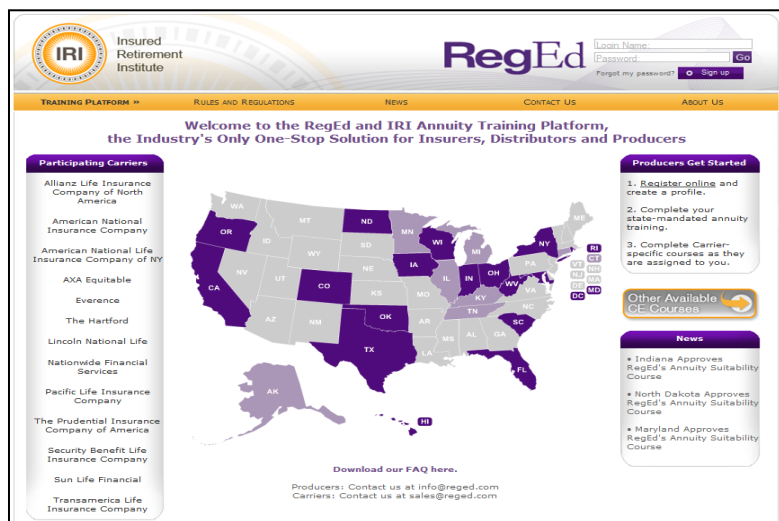 IRI
Insured
Retirement
Institute
RegEd
Login Name:
Password:
Go
Forgot my password?
Sign up
TRAINING PLATFORM »
RULES AND REGULATIONS
NEWS
CONTACT US
ABOUT US
Welcome to the RegEd and IRI Annuity Training Platform,
the Industry's Only One-Stop Solution for Insurers, Distributors and Producers
Participating Carriers
Allianz Life Insurance
Company of North
America
American National
Insurance Company
American National Life
Insurance Company of NY
AXA Equitable
Everence
The Hartford
Lincoln National Life
Nationwide Financial
Services
Pacific Life Insurance
Company
The Prudential Insurance
Company of America
Security Benefit Life
Insurance Company
Sun Life Financial
Transamerica Life
Insurance Company
WA
MT
ND
MN
ME
OR
ID
SD
WI
MI
NY
WY
IA
NE
PA
NV
UT
CO
IL
IN
OH
WV
VA
CA
KS
MO
KY
NC
TN
AZ
NM
OK
AR
SC
MS
AL
GA
TX
LA
FL
AK
HI
RI
CT
VT
NH
NJ
MA
DE
MD
DC
Download our FAQ here.
Producers: Contact us at info@reged.com
Carriers: Contact us at sales@reged.com
Producers Get Started
1. Register online and
create a profile.
2. Complete your
state-mandated annuity
training.
3. Complete Carrier-
specific courses as they
are assigned to you.
Other Available
CE Courses
News
• Indiana Approves
RegEd's Annuity Suitability
Course
• North Dakota Approves
RegEd's Annuity Suitability
Course
• Maryland Approves
RegEd's Annuity Suitability
Course